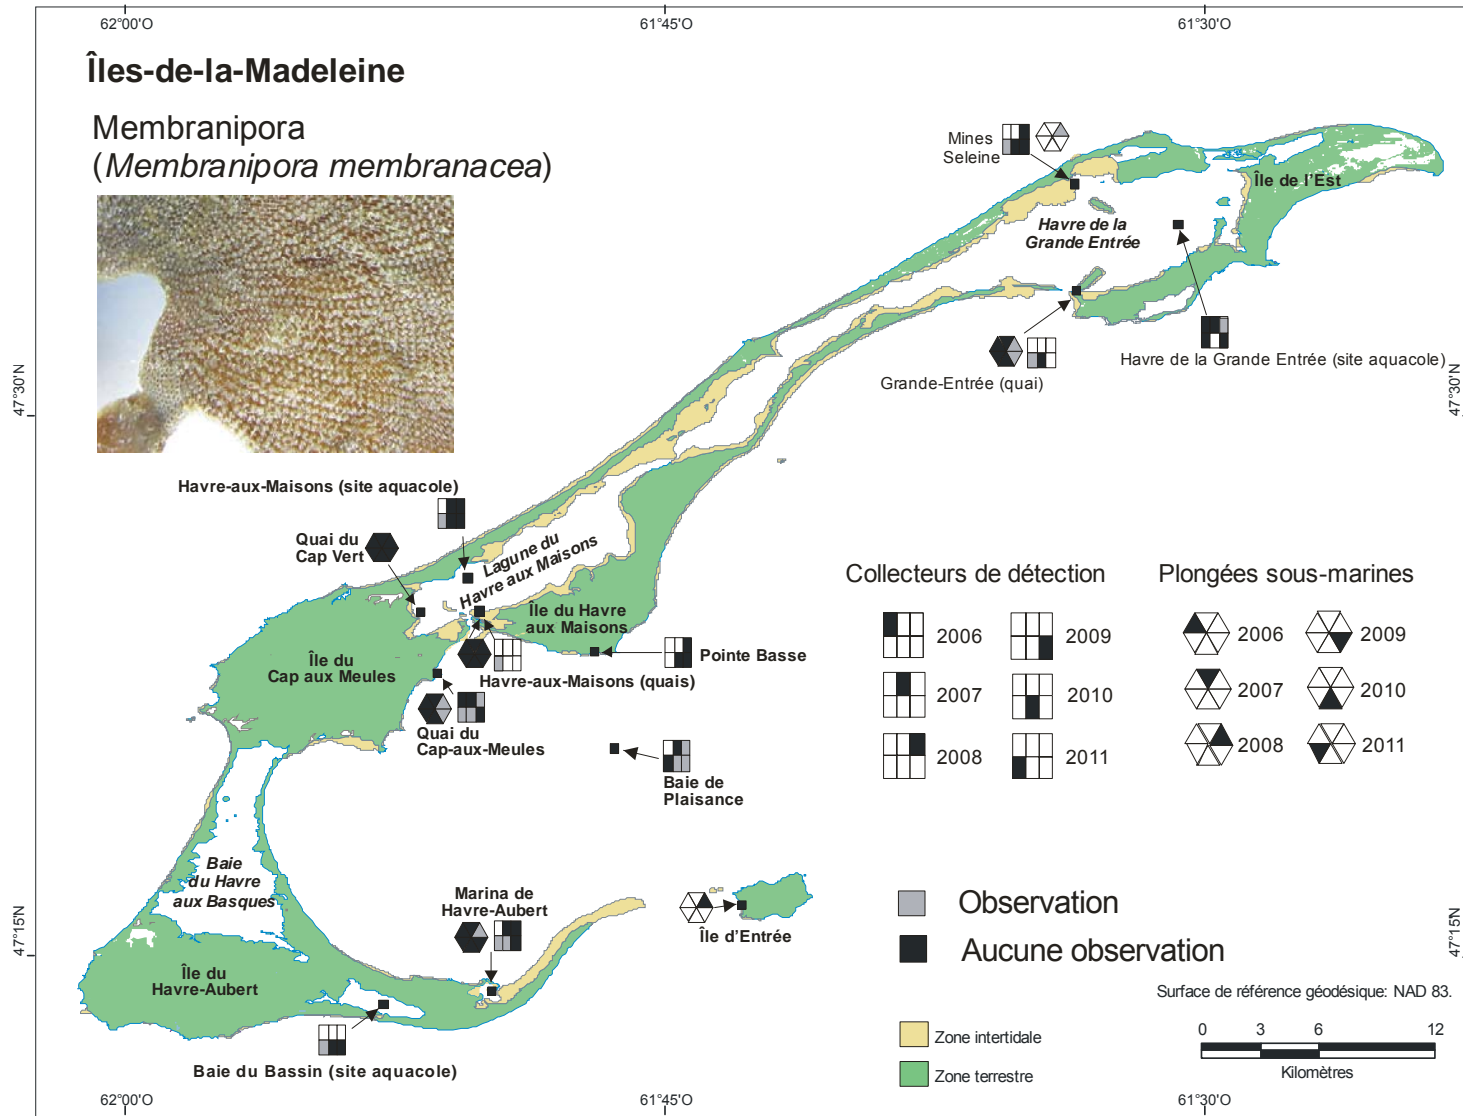 62°00'O
61°45'O
61°30'O
Îles-de-la-Madeleine
Membranipora
(Membranipora membranacea)
Mines
Seleine
Île de l'Est
Havre de la
Grande Entrée
Havre de la Grande Entrée (site aquacole)
Grande-Entrée (quai)
47°30'N
47°30'N
Havre-aux-Maisons (site aquacole)
Quai du
Cap Vert
Lagune du
Havre aux Maisons
Île du Havre
aux Maisons
Île du
Cap aux Meules
Pointe Basse
Havre-aux-Maisons (quais)
Quai du
Cap-aux-Meules
Baie de
Plaisance
Collecteurs de détection
2006
2009
2007
2010
2008
2011
Plongées sous-marines
2006
2009
2007
2010
2008
2011
Baie
du Havre
aux Basques
Marina de
Havre-Aubert
Île d'Entrée
Île du
Havre-Aubert
Baie du Bassin (site aquacole)
47°15'N
47°15'N
Observation
Aucune observation
Surface de référence géodésique: NAD 83.
Zone intertidale
Zone terrestre
0 3 6 12
Kilomètres
62°00'O
61°45'O
61°30'O